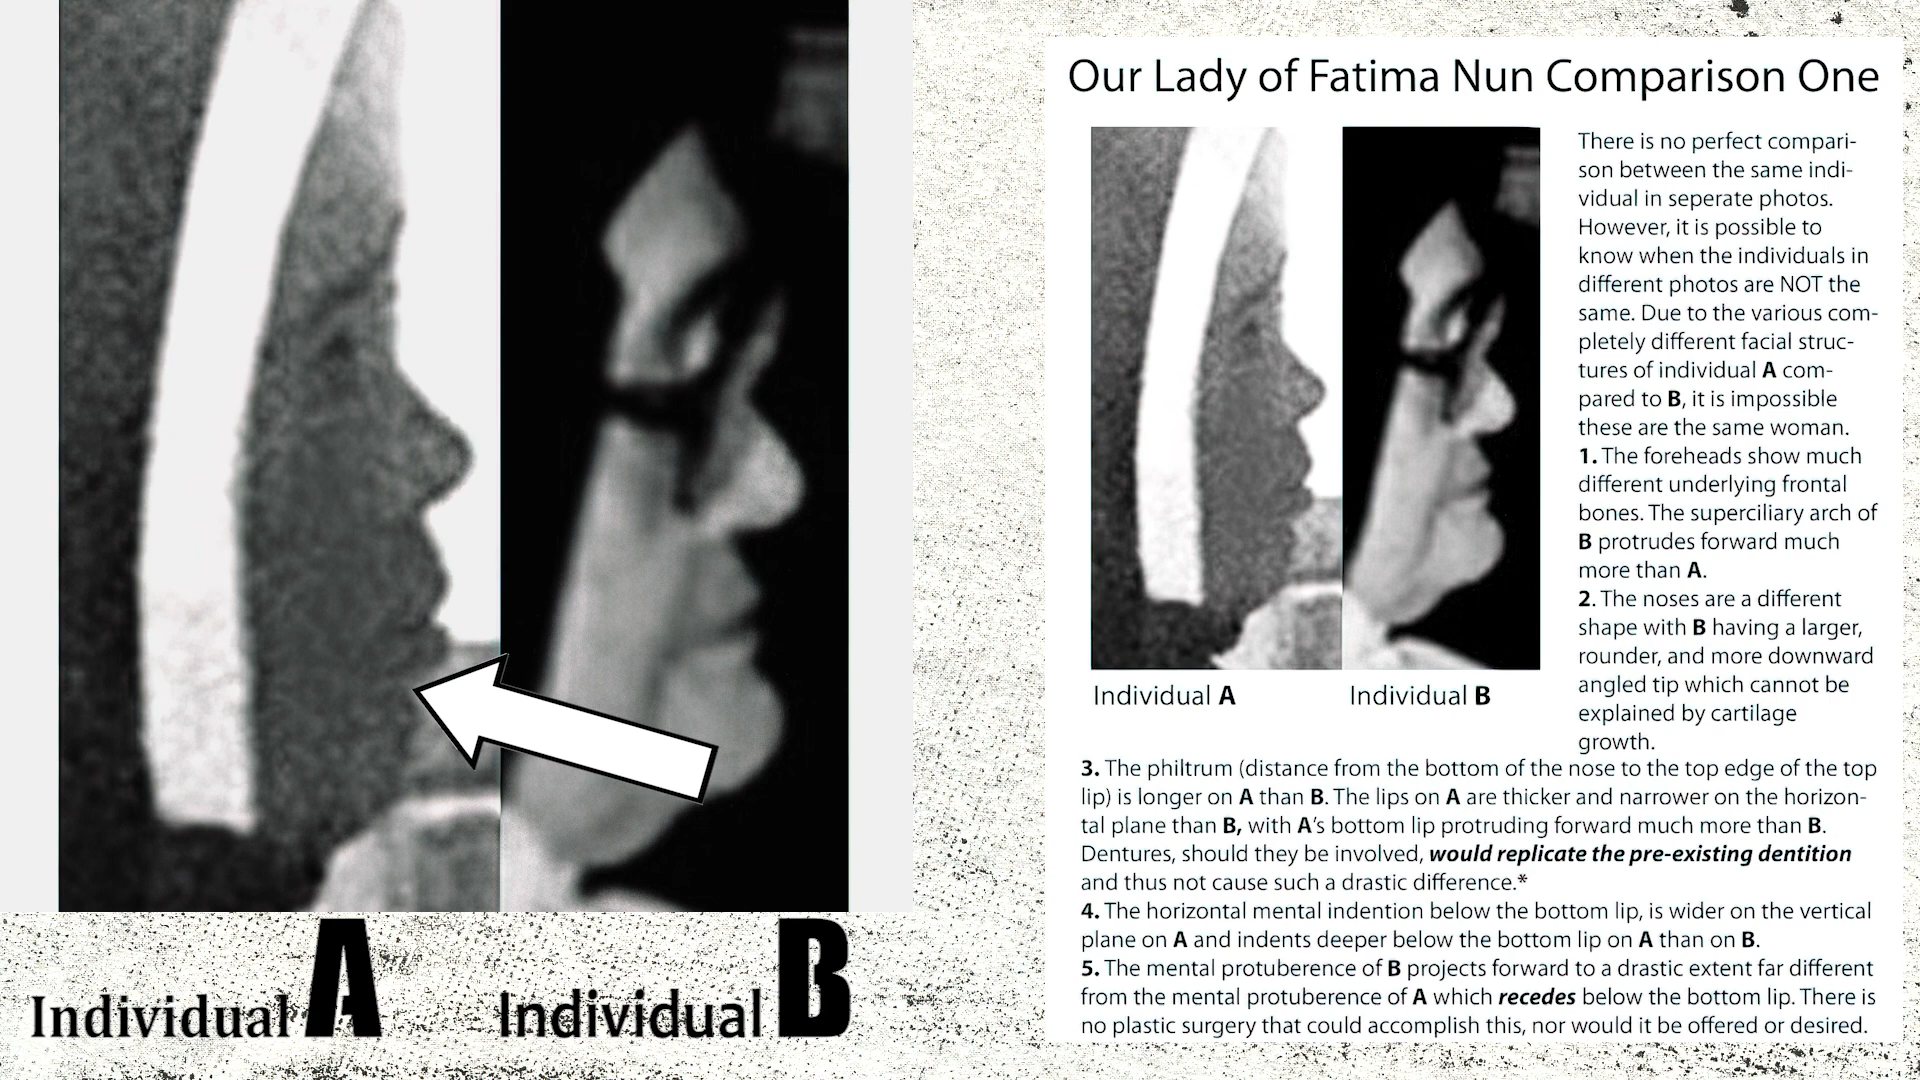 Our Lady of Fatima Nun Comparison One
There is no perfect compari-
son between the same indi-
vidual in seperate photos.
However, it is possible to
know when the individuals in
different photos are NOT the
same. Due to the various com-
pletely different facial struc-
tures of individual A com-
pared to B, it is impossible
these are the same woman.
1. The foreheads show much
different underlying frontal
bones. The superciliary arch of
B protrudes forward much
more than A.
2. The noses are a different
shape with B having a larger,
rounder, and more downward
angled tip which cannot be
explained by cartilage
growth.
Individual A
Individual B
3. The philtrum (distance from the bottom of the nose to the top edge of the top
lip) is longer on A than B. The lips on A are thicker and narrower on the horizon-
tal plane than B, with A's bottom lip protruding forward much more than B.
Dentures, should they be involved, would replicate the pre-existing dentition
and thus not cause such a drastic difference.*
4. The horizontal mental indention below the bottom lip, is wider on the vertical
plane on A and indents deeper below the bottom lip on A than on B.
5. The mental protuberence of B projects forward to a drastic extent far different
from the mental protuberence of A which recedes below the bottom lip. There is
no plastic surgery that could accomplish this, nor would it be offered or desired.
Individual A
Individual B